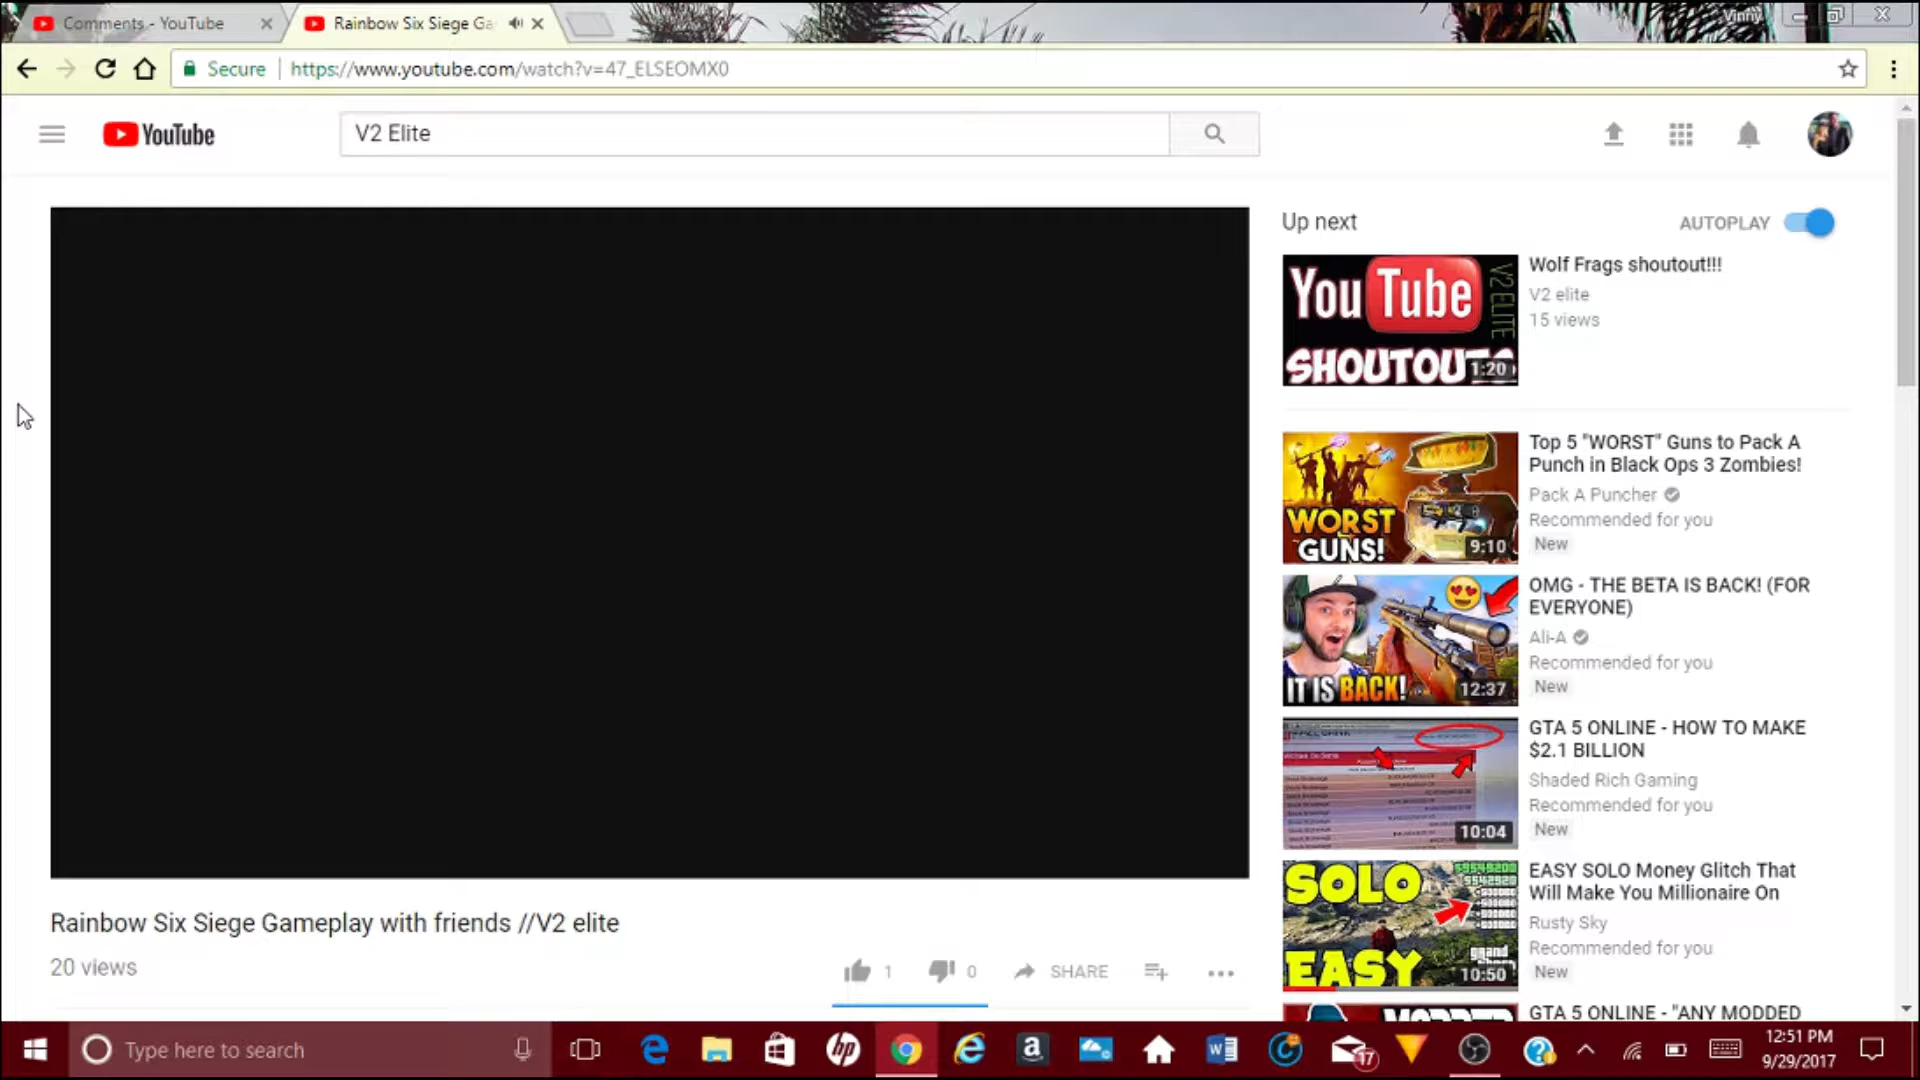 Comments - YouTube
Rainbow Six Siege Ga
Vinny
Secure
https://www.youtube.com/watch?v=47_ELSEOMX0
YouTube
V2 Elite
Up next
AUTOPLAY
You Tube
V2 ELITE
SHOUTOUTS
1:20
Wolf Frags shoutout!!!
V2 elite
15 views
WORST
GUNS!
9:10
Top 5 "WORST" Guns to Pack A
Punch in Black Ops 3 Zombies!
Pack A Puncher
Recommended for you
New
IT IS BACK!
12:37
OMG - THE BETA IS BACK! (FOR
EVERYONE)
Ali-A
Recommended for you
New
10:04
GTA 5 ONLINE - HOW TO MAKE
$2.1 BILLION
Shaded Rich Gaming
Recommended for you
New
SOLO
EASY
grand
10:50
EASY SOLO Money Glitch That
Will Make You Millionaire On
Rusty Sky
Recommended for you
New
GTA 5 ONLINE - "ANY MODDED
Rainbow Six Siege Gameplay with friends //V2 elite
20 views
1
0
SHARE
Type here to search
hp
a
17
12:51 PM
9/29/2017